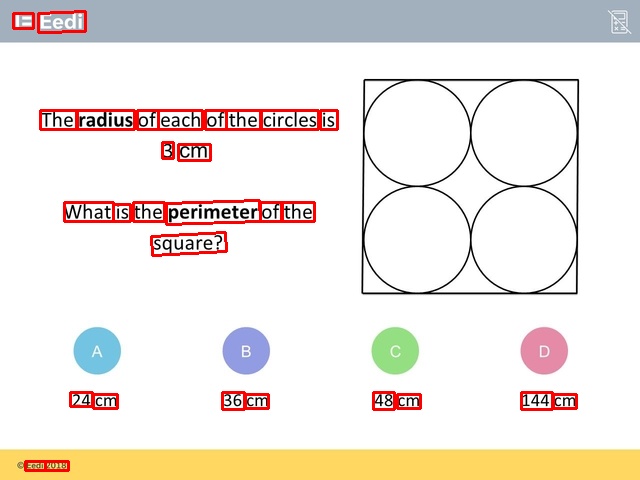 Eedi
The radius of each of the circles is
3 cm
What is the perimeter of the
square?
A
B
C
D
24 cm
36 cm
48 cm
144 cm
© Eedi 2018